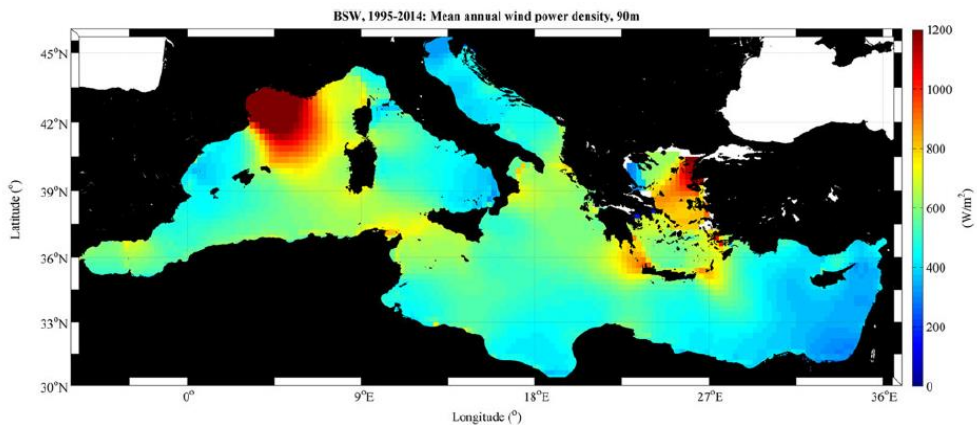 BSW, 1995-2014: Mean annual wind power density, 90m
45°N
42°N
39°N
36°N
33°N
30°N
Latitude (°)
0°
9°E
18°E
27°E
36°E
Longitude (°)
1200
1000
800
600
400
200
0
(W/m²)